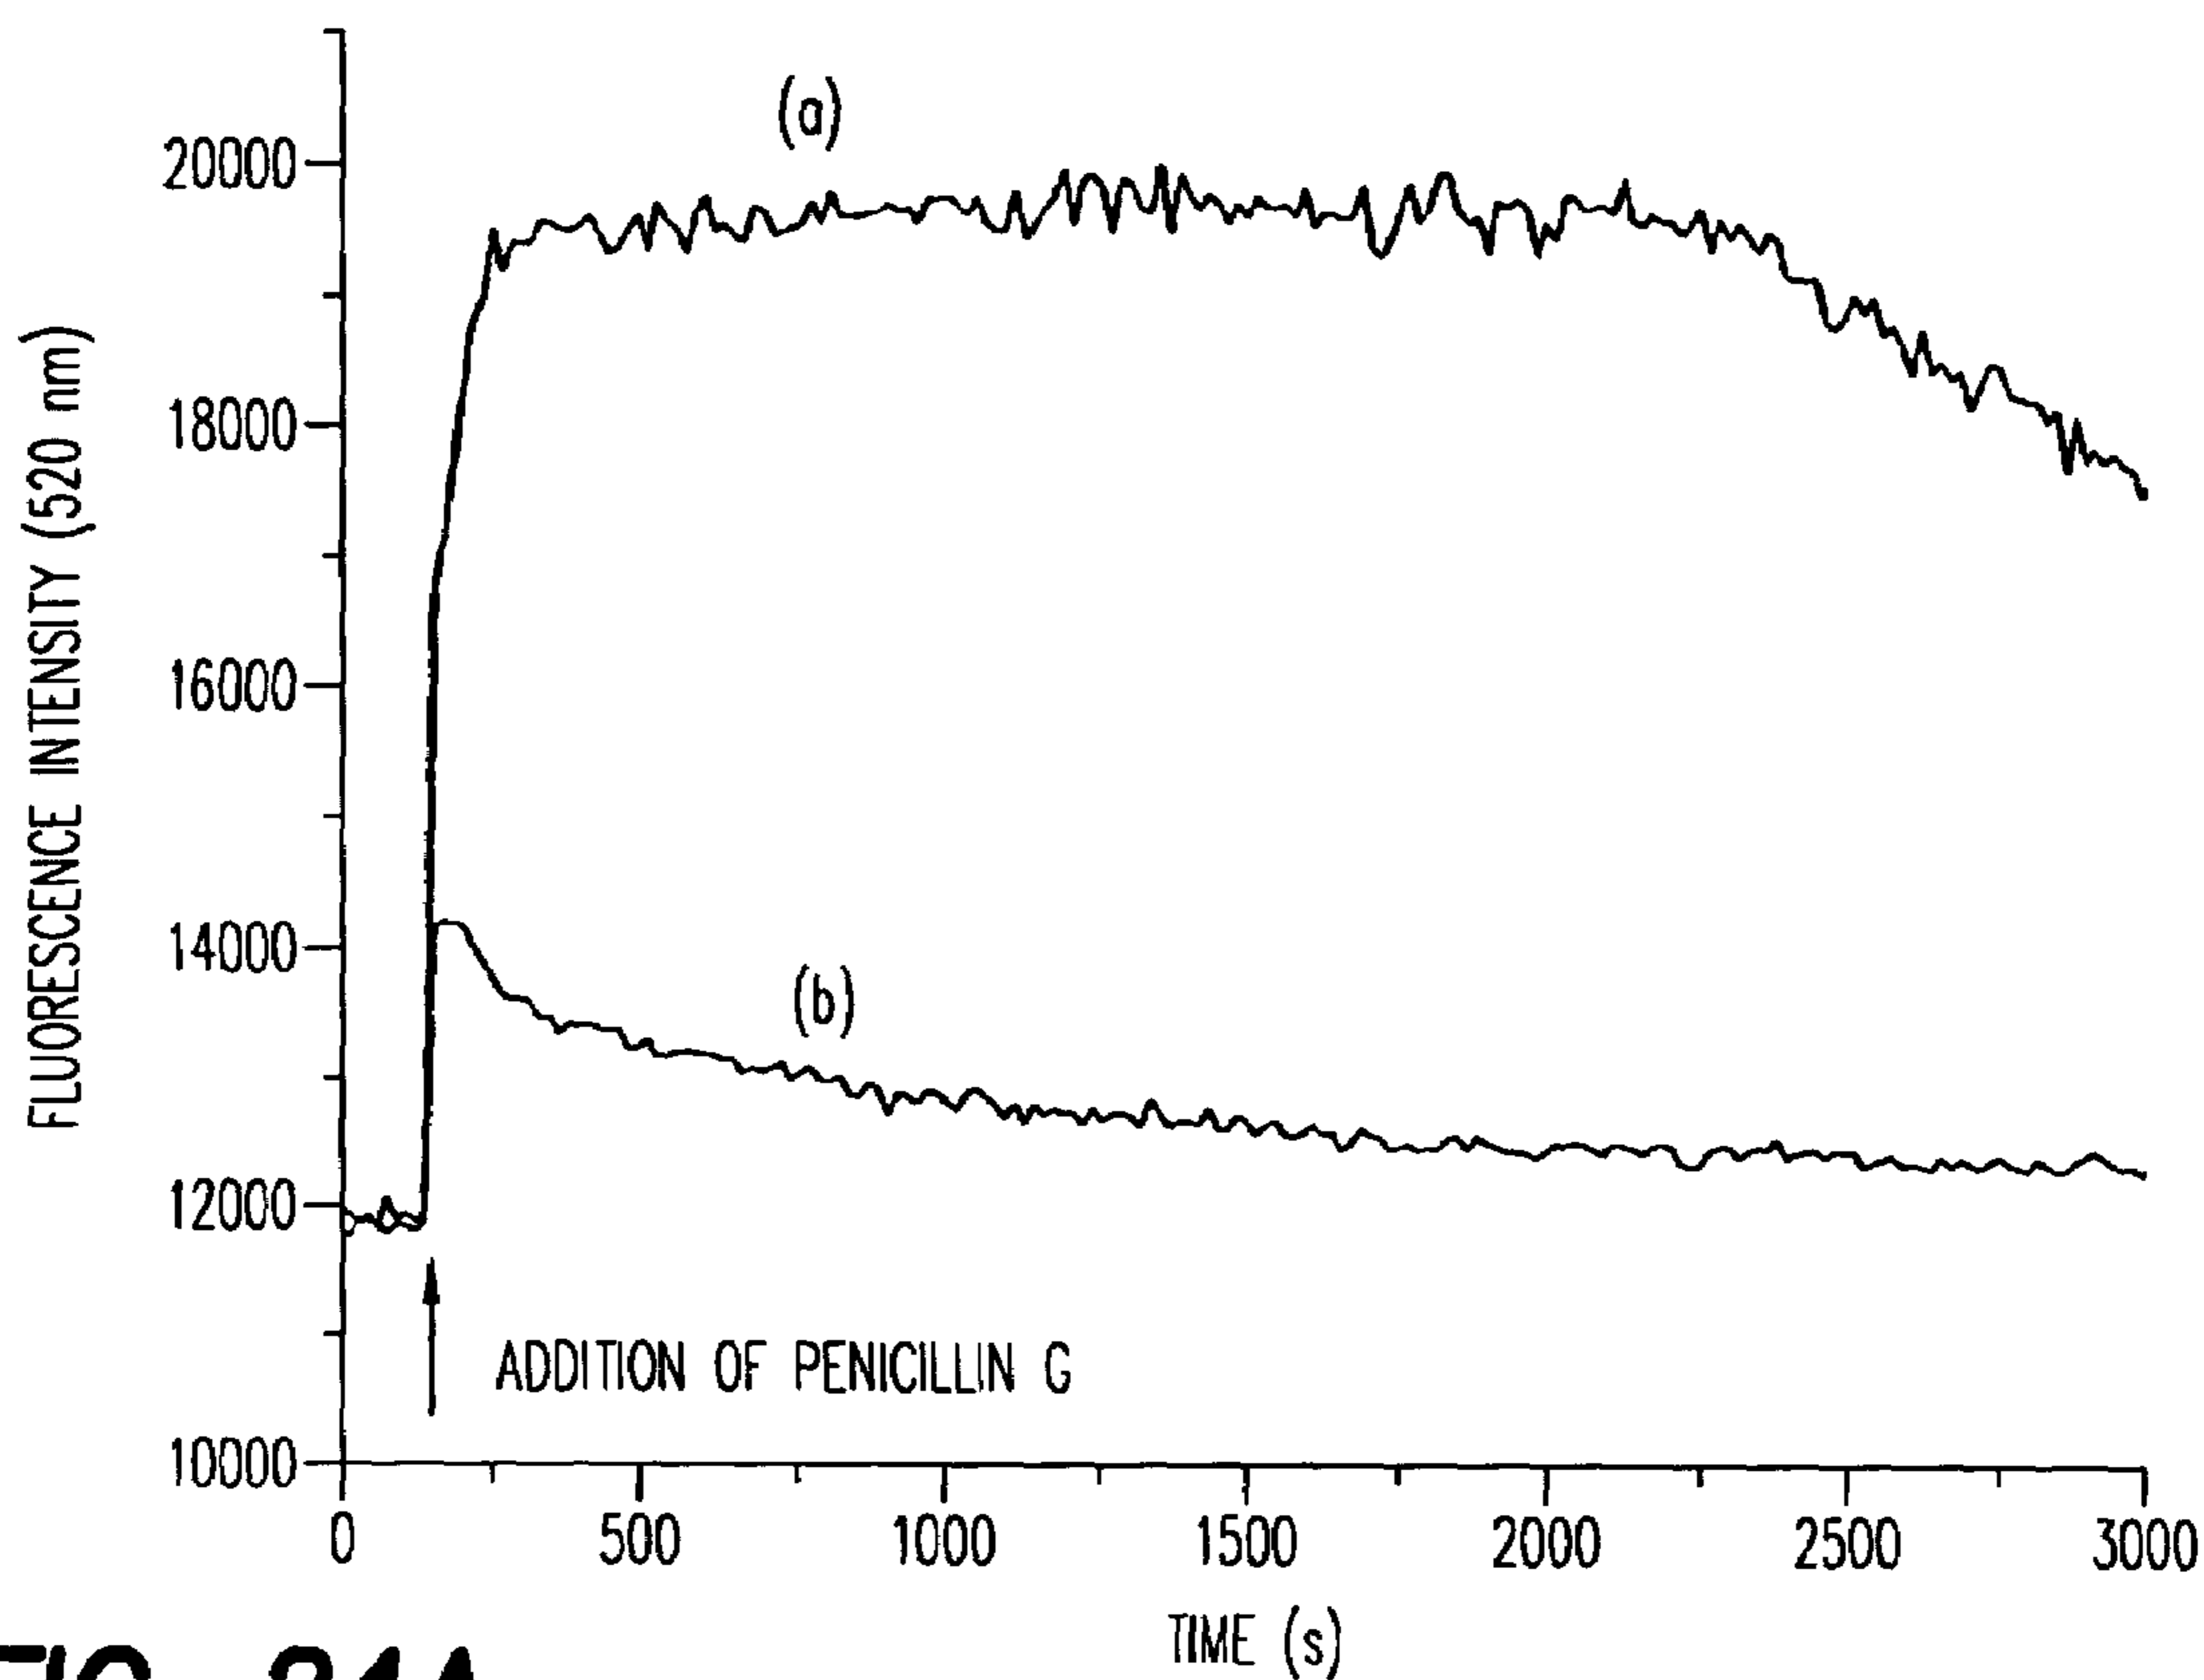 FLUORESCENCE INTENSITY (520 nm)
20000
18000
16000
14000
12000
10000
(a)
(b)
ADDITION OF PENICILLIN G
0 500 1000 1500 2000 2500 3000
TIME (s)